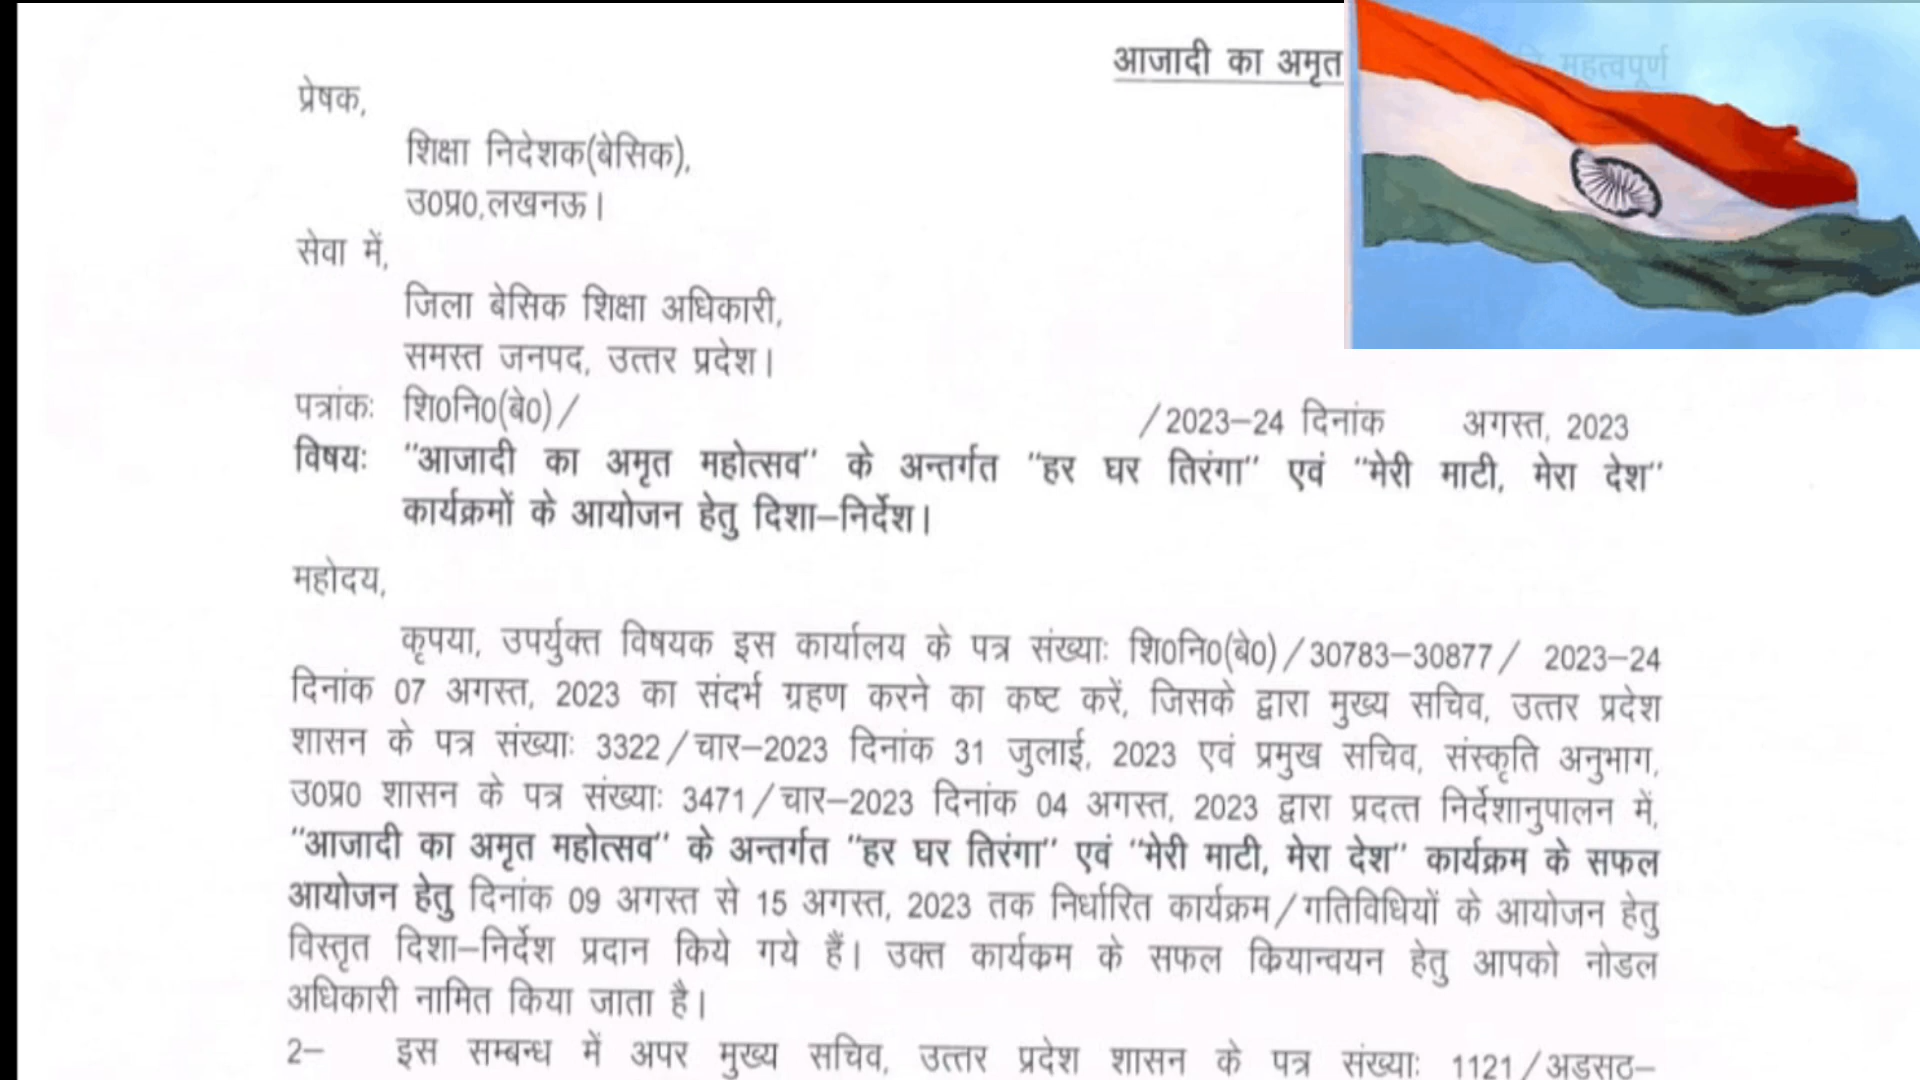 आजादी का अमृत
महत्वपूर्ण
प्रेषक,
शिक्षा निदेशक(बेसिक),
उ0प्र0,लखनऊ।
सेवा में,
जिला बेसिक शिक्षा अधिकारी,
समस्त जनपद, उत्तर प्रदेश।
पत्रांकः शि0नि0(बे0)/ /2023–24 दिनांक अगस्त, 2023
विषयः "आजादी का अमृत महोत्सव" के अन्तर्गत "हर घर तिरंगा" एवं "मेरी माटी, मेरा देश"
कार्यक्रमों के आयोजन हेतु दिशा–निर्देश।
महोदय,
कृपया, उपर्युक्त विषयक इस कार्यालय के पत्र संख्याः शि0नि0(बे0)/30783–30877/ 2023–24
दिनांक 07 अगस्त, 2023 का संदर्भ ग्रहण करने का कष्ट करें, जिसके द्वारा मुख्य सचिव, उत्तर प्रदेश
शासन के पत्र संख्याः 3322/चार–2023 दिनांक 31 जुलाई, 2023 एवं प्रमुख सचिव, संस्कृति अनुभाग,
उ0प्र0 शासन के पत्र संख्याः 3471/चार–2023 दिनांक 04 अगस्त, 2023 द्वारा प्रदत्त निर्देशानुपालन में,
"आजादी का अमृत महोत्सव" के अन्तर्गत "हर घर तिरंगा" एवं "मेरी माटी, मेरा देश" कार्यक्रम के सफल
आयोजन हेतु दिनांक 09 अगस्त से 15 अगस्त, 2023 तक निर्धारित कार्यक्रम/गतिविधियों के आयोजन हेतु
विस्तृत दिशा–निर्देश प्रदान किये गये हैं। उक्त कार्यकम के सफल कियान्वयन हेतु आपको नोडल
अधिकारी नामित किया जाता है।
2– इस सम्बन्ध में अपर मुख्य सचिव, उत्तर प्रदेश शासन के पत्र संख्याः 1121/अड़सठ–